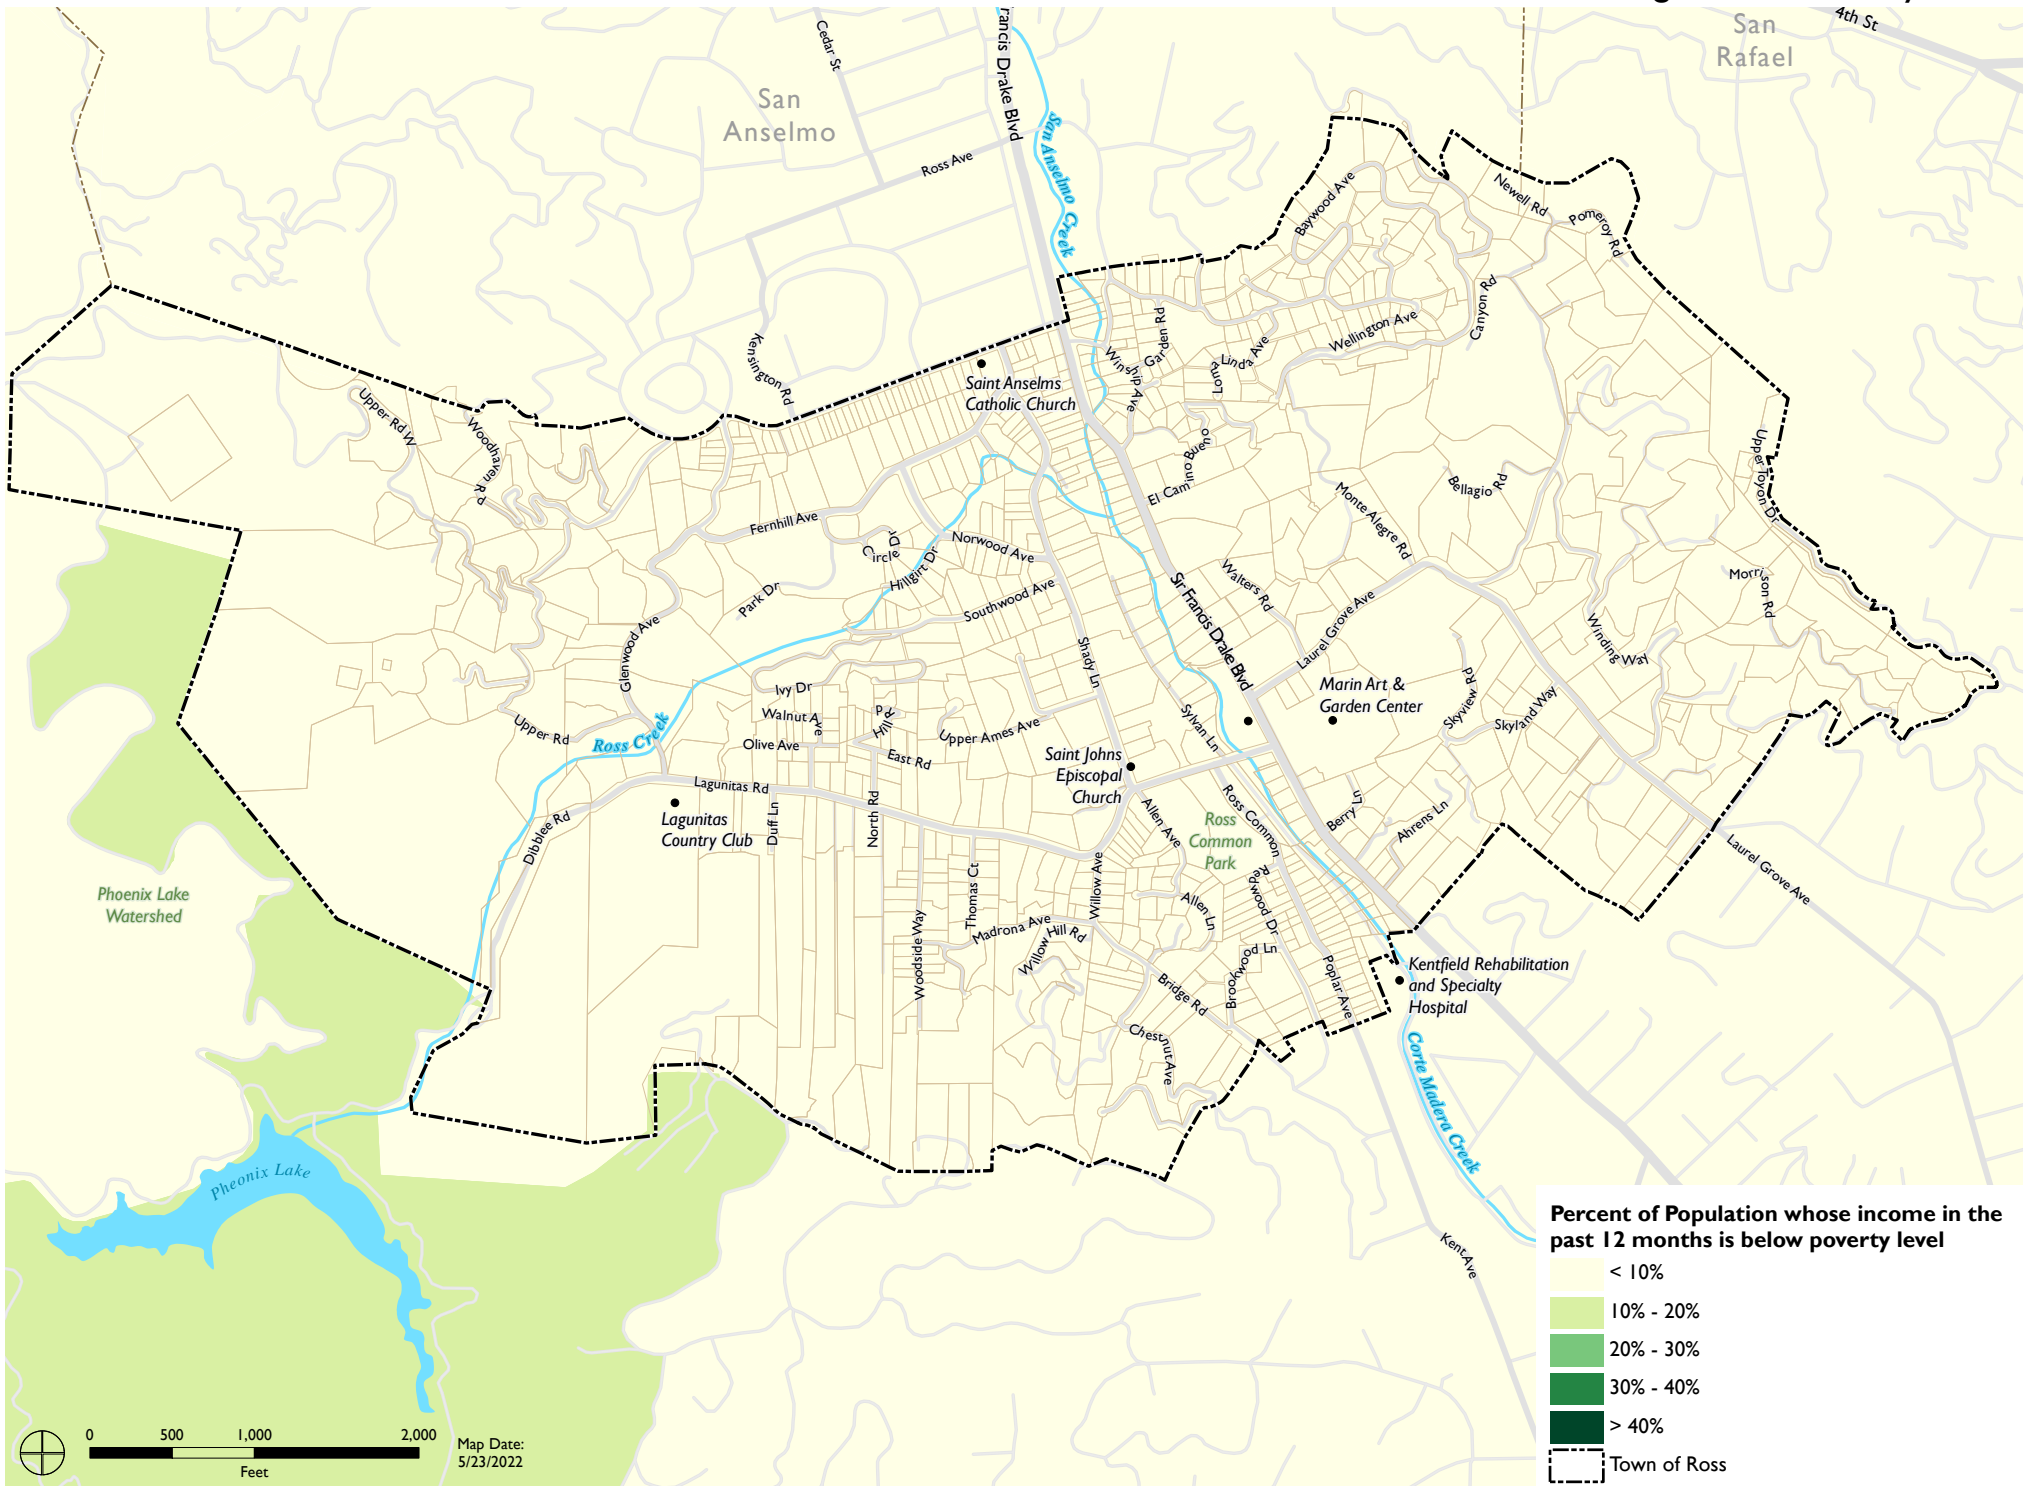 San
Rafael
4th St
Cedar St
Francis Drake Blvd
San
Anselmo
Ross Ave
San Anselmo Creek
Baywood Ave
Newell Rd
Pomeroy Rd
Canyon Rd
Kensington Rd
Winship Ave
Garden Rd
Loma
Linda Ave
Wellington Ave
Saint Anselms
Catholic Church
Upper Rd W
Woodhaven Rd
El Camino Bueno
Monte Alegre Rd
Bellagio Rd
Upper Toyon Dr
Fernhill Ave
Circle Dr
Norwood Ave
Hillgirt Dr
Park Dr
Southwood Ave
Sir Francis Drake Blvd
Walters Rd
Laurel Grove Ave
Morrison Rd
Winding Way
Glenwood Ave
Shady Ln
Ivy Dr
Walnut Ave
Hill Rd
Upper Ames Ave
Olive Ave
East Rd
Upper Rd
Ross Creek
Sylvan Ln
Marin Art &
Garden Center
Skyview Rd
Skyland Way
Saint Johns
Episcopal
Church
Lagunitas Rd
Lagunitas
Country Club
Duff Ln
North Rd
Dibblee Rd
Allen Ave
Ross Common
Ross
Common
Park
Berry Ln
Ahrens Ln
Laurel Grove Ave
Phoenix Lake
Watershed
Thomas Ct
Willow Ave
Redwood Dr
Allen Ln
Woodside Way
Madrona Ave
Willow Hill Rd
Brookwood Ln
Bridge Rd
Poplar Ave
Chestnut Ave
Kentfield Rehabilitation
and Specialty
Hospital
Corte Madera Creek
Pheonix Lake
Kent Ave
Percent of Population whose income in the
past 12 months is below poverty level
< 10%
10% - 20%
20% - 30%
30% - 40%
> 40%
Town of Ross
0 500 1,000 2,000
Feet
Map Date:
5/23/2022